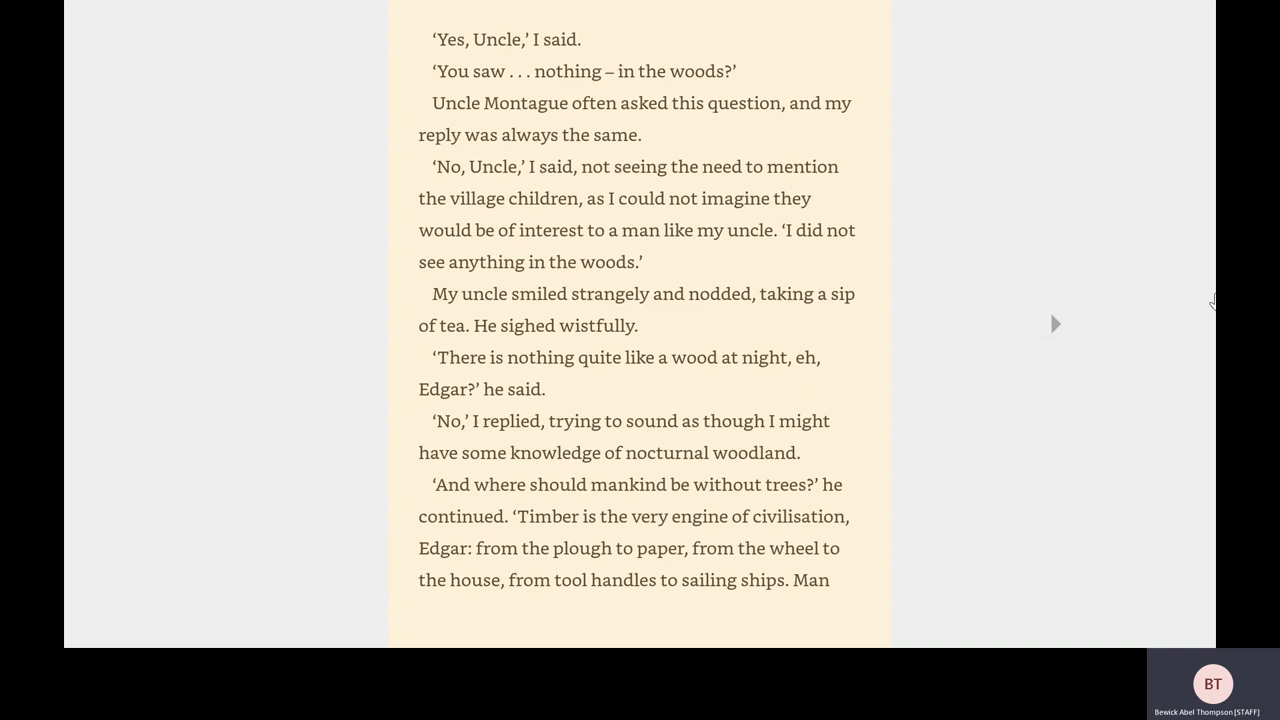 ‘Yes, Uncle,’ I said.
‘You saw . . . nothing – in the woods?’
Uncle Montague often asked this question, and my
reply was always the same.
‘No, Uncle,’ I said, not seeing the need to mention
the village children, as I could not imagine they
would be of interest to a man like my uncle. ‘I did not
see anything in the woods.’
My uncle smiled strangely and nodded, taking a sip
of tea. He sighed wistfully.
‘There is nothing quite like a wood at night, eh,
Edgar?’ he said.
‘No,’ I replied, trying to sound as though I might
have some knowledge of nocturnal woodland.
‘And where should mankind be without trees?’ he
continued. ‘Timber is the very engine of civilisation,
Edgar: from the plough to paper, from the wheel to
the house, from tool handles to sailing ships. Man
BT
Bewick Abel Thompson [STAFF]